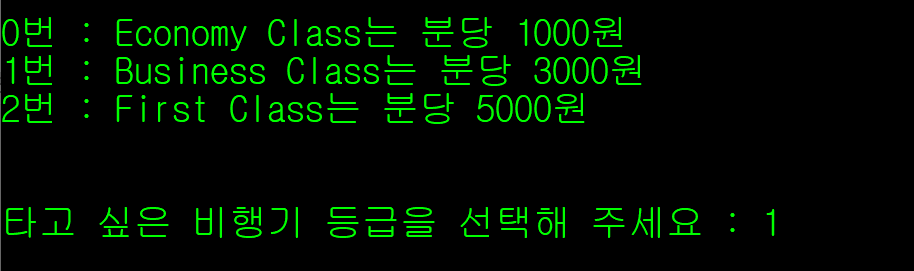 0번 : Economy Class는 분당 1000원
1번 : Business Class는 분당 3000원
2번 : First Class는 분당 5000원
타고 싶은 비행기 등급을 선택해 주세요 : 1